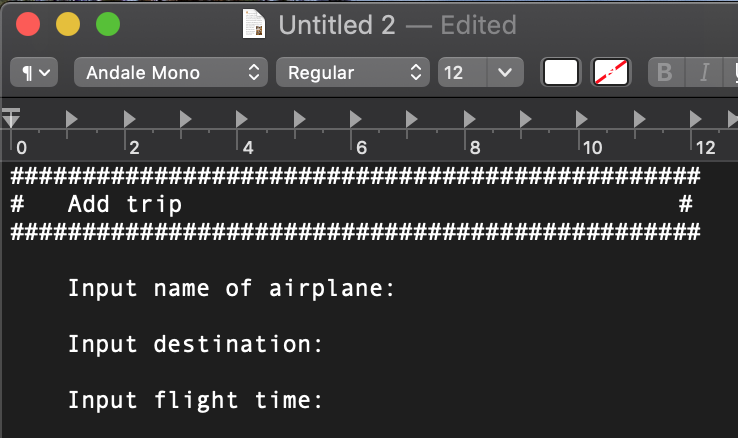 Untitled 2 — Edited
¶ Andale Mono Regular 12 B I U
0 2 4 6 8 10 12
################################################
#   Add trip                                   #
################################################
Input name of airplane:
Input destination:
Input flight time: